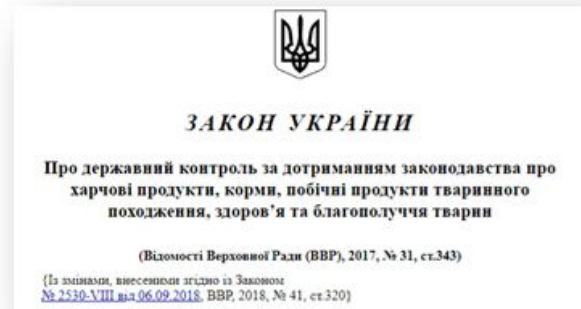 ЗАКОН УКРАЇНИ
Про державний контроль за дотриманням законодавства про
харчові продукти, корми, побічні продукти тваринного
походження, здоров’я та благополуччя тварин
(Відомості Верховної Ради (ВВР), 2017, № 31, ст.343)
{Із змінами, внесеними згідно із Законом
№ 2530-VIII від 06.09.2018, ВВР, 2018, № 41, ст.320}